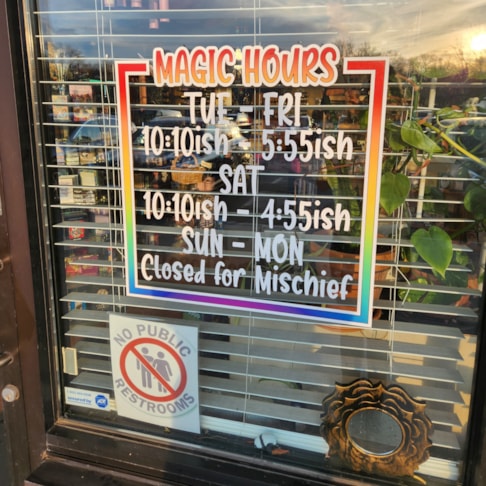 MAGIC HOURS
TUE - FRI
10:10ish - 5:55ish
SAT
10:10ish - 4:55ish
SUN - MON
Closed for Mischief
NO PUBLIC
RESTROOMS